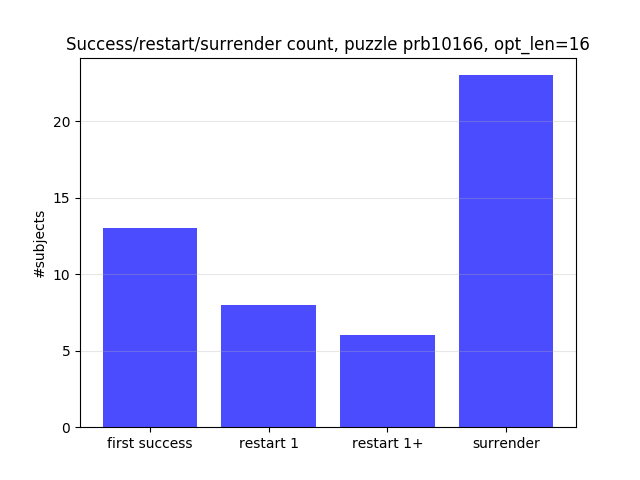 Success/restart/surrender count, puzzle prb10166, opt_len=16
#subjects
20
15
10
5
0
first success restart 1 restart 1+ surrender